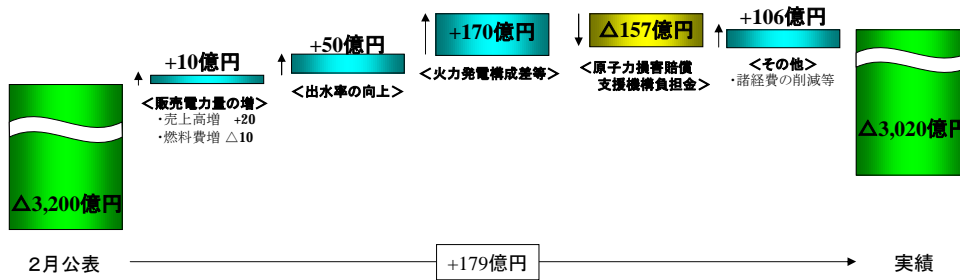 △3,200億円
+10億円
<販売電力量の増>
・売上高増 +20
・燃料費増 △10
+50億円
<出水率の向上>
+170億円
<火力発電構成差等>
△157億円
<原子力損害賠償
支援機構負担金>
+106億円
<その他>
・諸経費の削減等
△3,020億円
2月公表
+179億円
実績